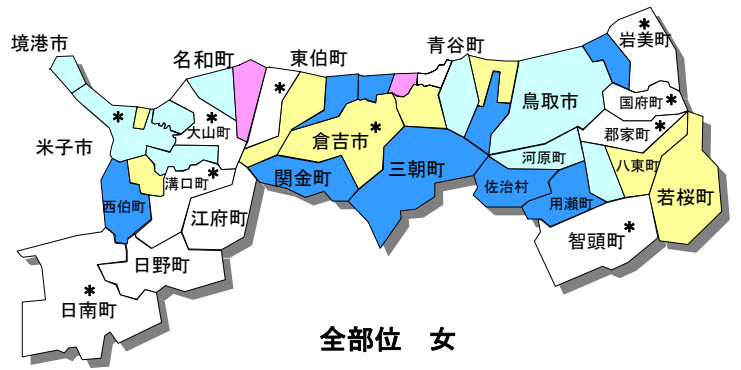 境港市
名和町
東伯町
青谷町
*
岩美町
米子市
*
*
大山町
*
倉吉市*
鳥取市
国府町*
郡家町*
溝口町*
関金町
三朝町
河原町
八東町
西伯町
江府町
佐治村
用瀬町
若桜町
日野町
智頭町*
*
日南町
全部位　女